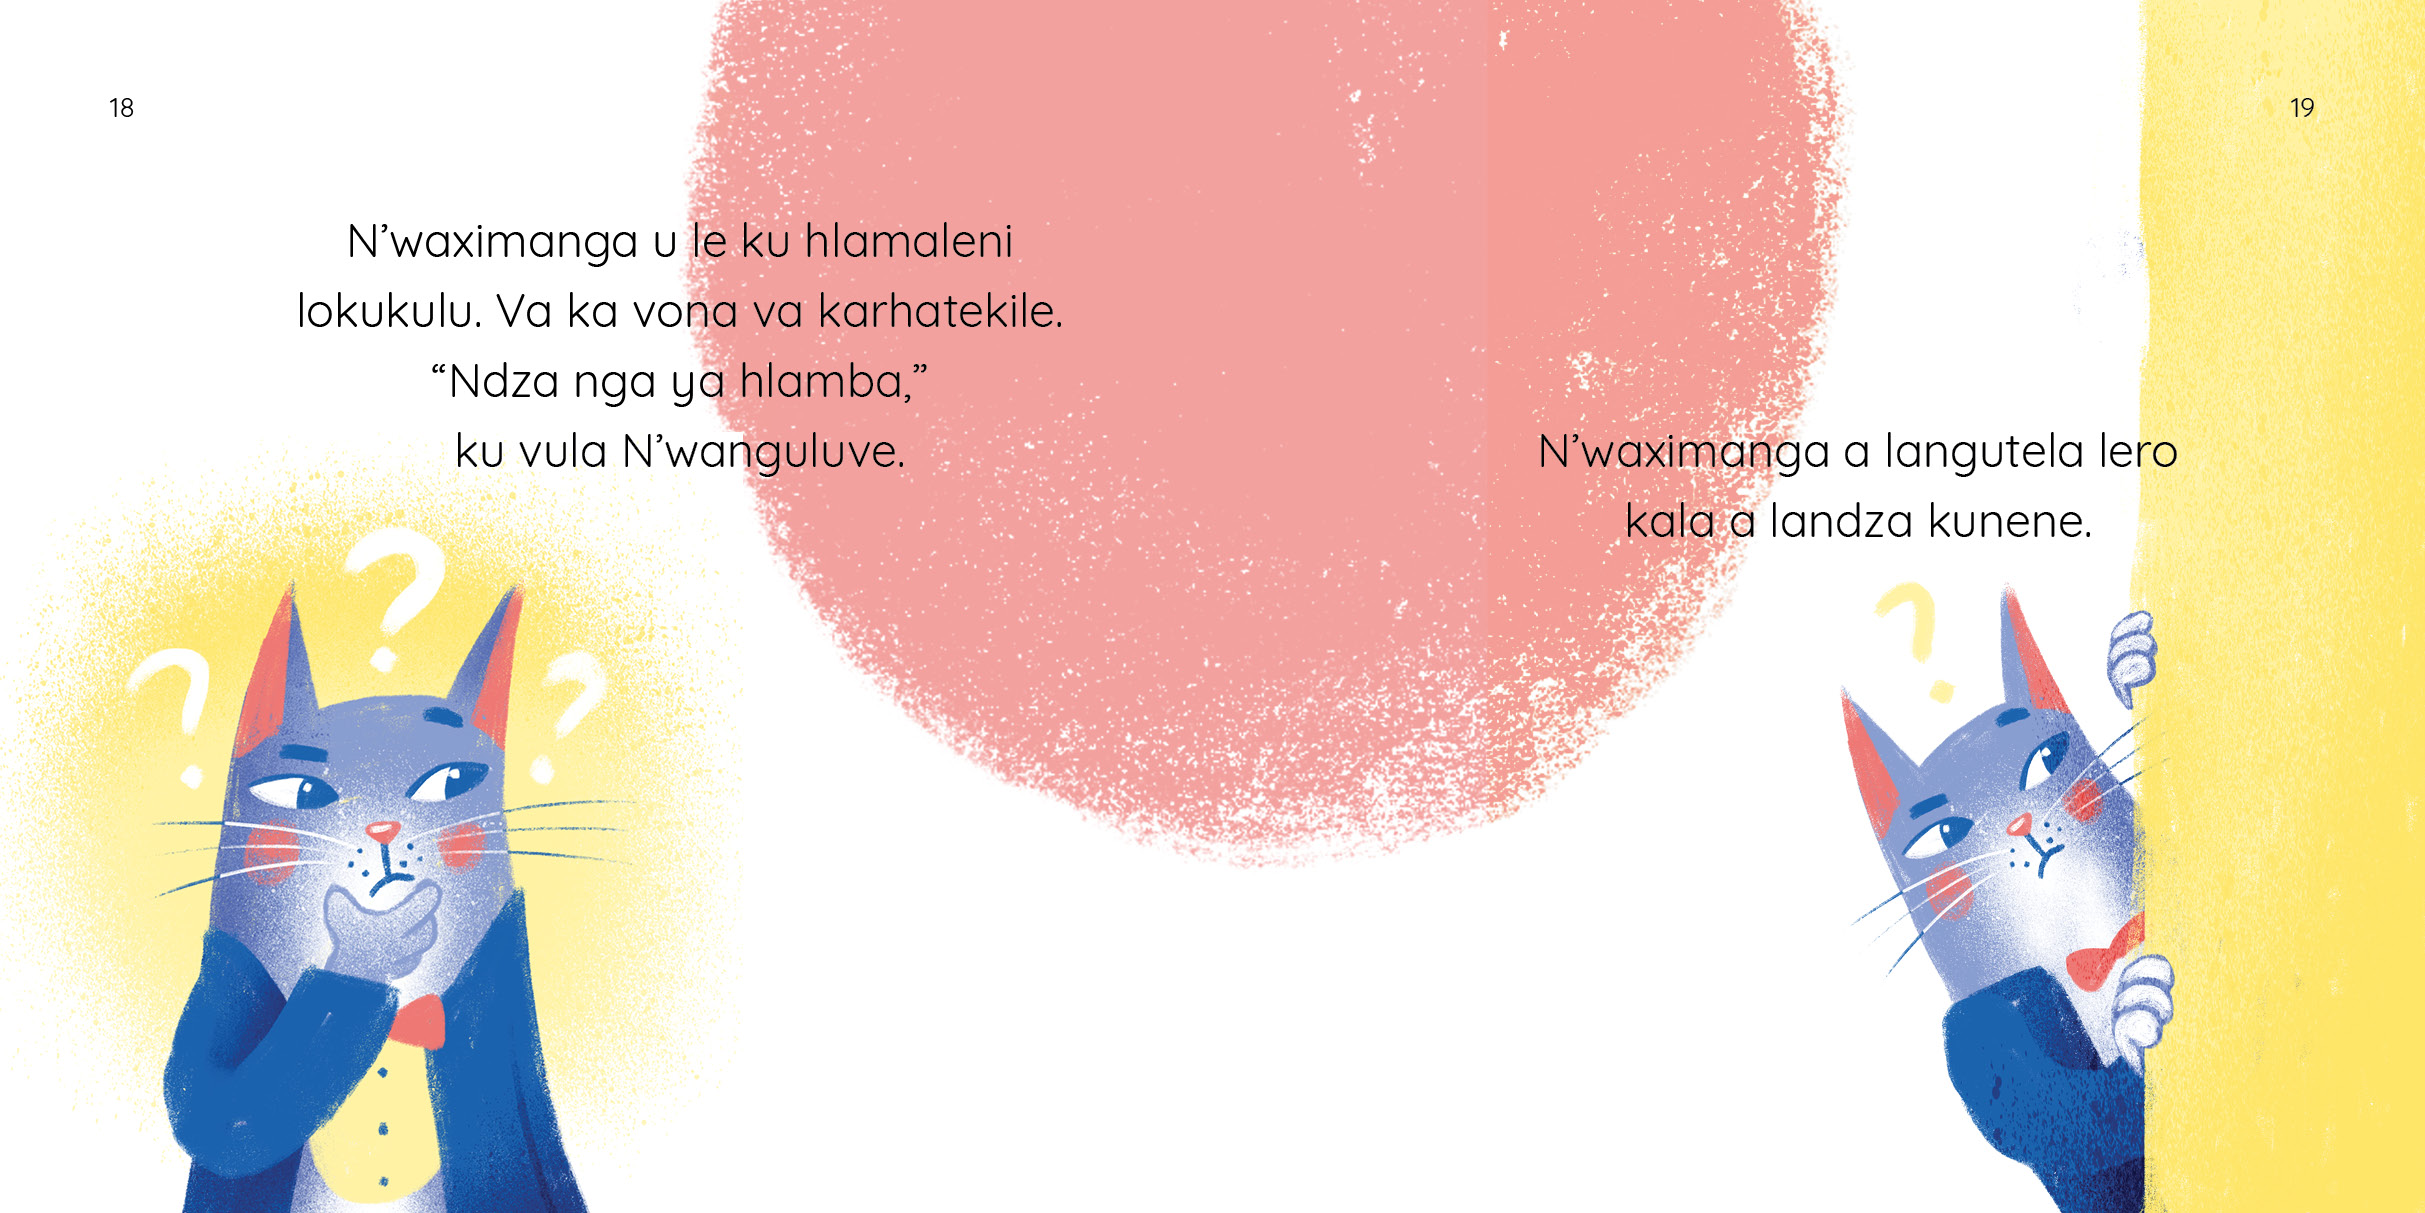 18
N’waximanga u le ku hlamaleni
lokukulu. Va ka vona va karhatekile.
“Ndza nga ya hlamba,”
ku vula N’wanguluve.
19
N’waximanga a langutela lero
kala a landza kunene.